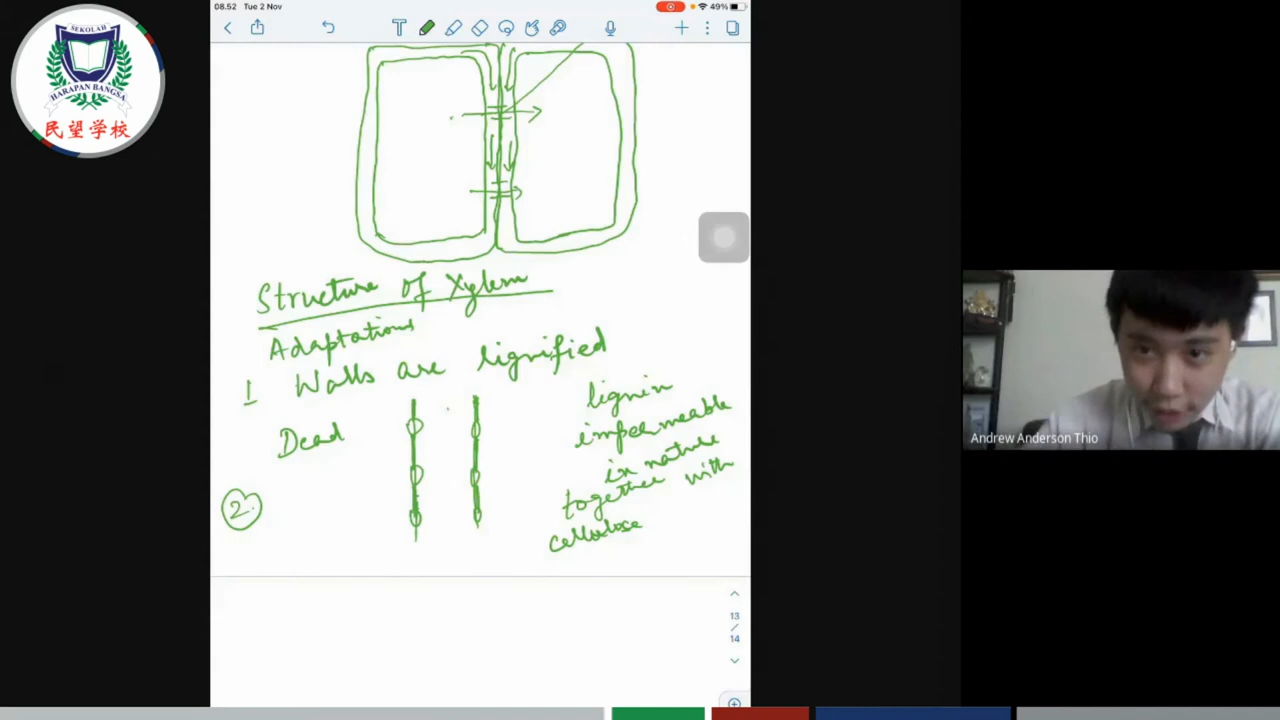 08.52 Tue 2 Nov
49%
SEKOLAH
HARAPAN BANGSA
民望学校
T
Structure of Xylem
Adaptations
1 Walls are lignified
Dead
lignin
impermeable
in nature
together with
cellulose
2.
Andrew Anderson Thio
13
/
14